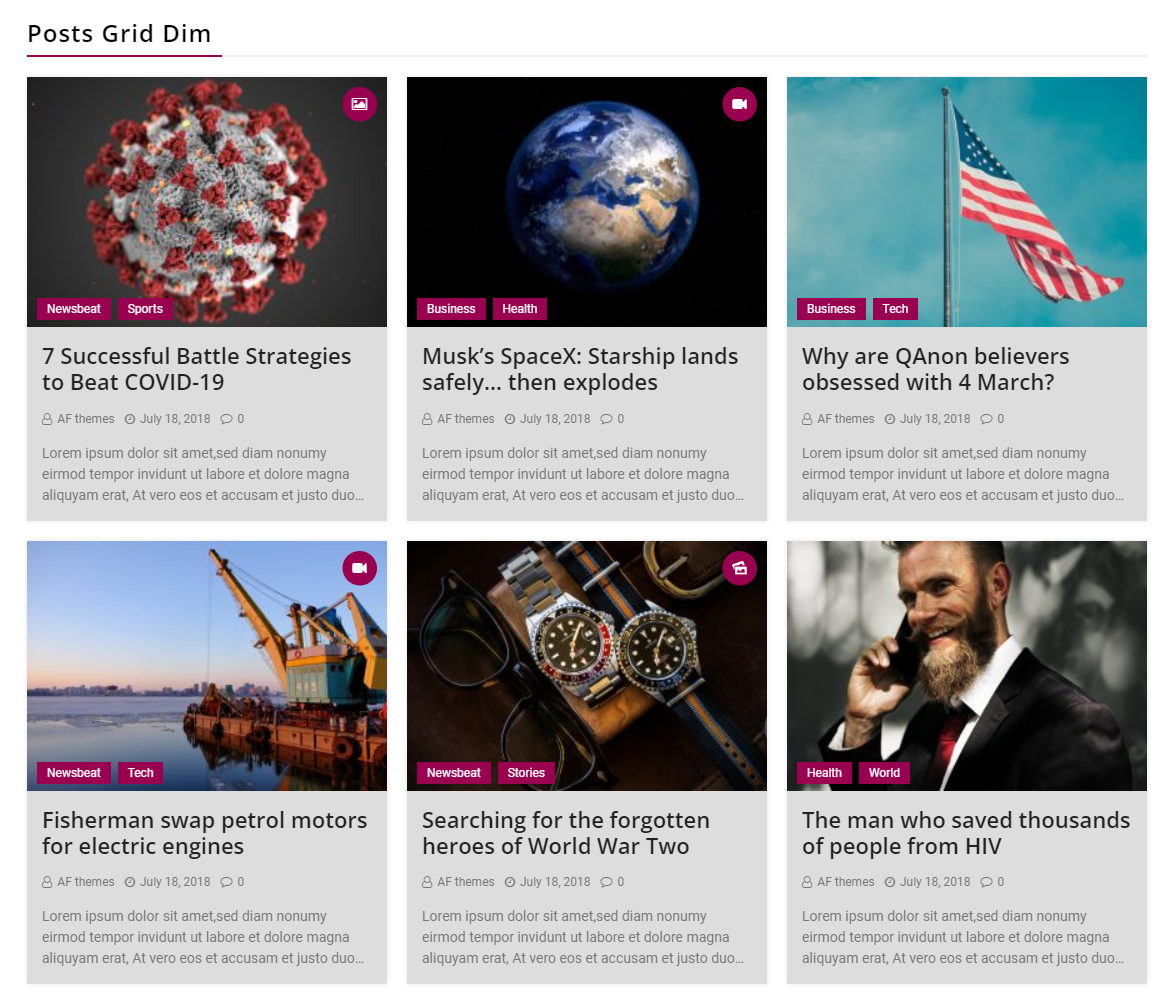 Posts Grid Dim
Newsbeat Sports
Business Health
Business Tech
7 Successful Battle Strategies
to Beat COVID-19
AF themes July 18, 2018 0
Lorem ipsum dolor sit amet,sed diam nonumy
eirmod tempor invidunt ut labore et dolore magna
aliquyam erat, At vero eos et accusam et justo duo...
Musk’s SpaceX: Starship lands
safely... then explodes
AF themes July 18, 2018 0
Lorem ipsum dolor sit amet,sed diam nonumy
eirmod tempor invidunt ut labore et dolore magna
aliquyam erat, At vero eos et accusam et justo duo...
Why are QAnon believers
obsessed with 4 March?
AF themes July 18, 2018 0
Lorem ipsum dolor sit amet,sed diam nonumy
eirmod tempor invidunt ut labore et dolore magna
aliquyam erat, At vero eos et accusam et justo duo...
Newsbeat Tech
Newsbeat Stories
Health World
Fisherman swap petrol motors
for electric engines
AF themes July 18, 2018 0
Lorem ipsum dolor sit amet,sed diam nonumy
eirmod tempor invidunt ut labore et dolore magna
aliquyam erat, At vero eos et accusam et justo duo...
Searching for the forgotten
heroes of World War Two
AF themes July 18, 2018 0
Lorem ipsum dolor sit amet,sed diam nonumy
eirmod tempor invidunt ut labore et dolore magna
aliquyam erat, At vero eos et accusam et justo duo...
The man who saved thousands
of people from HIV
AF themes July 18, 2018 0
Lorem ipsum dolor sit amet,sed diam nonumy
eirmod tempor invidunt ut labore et dolore magna
aliquyam erat, At vero eos et accusam et justo duo...